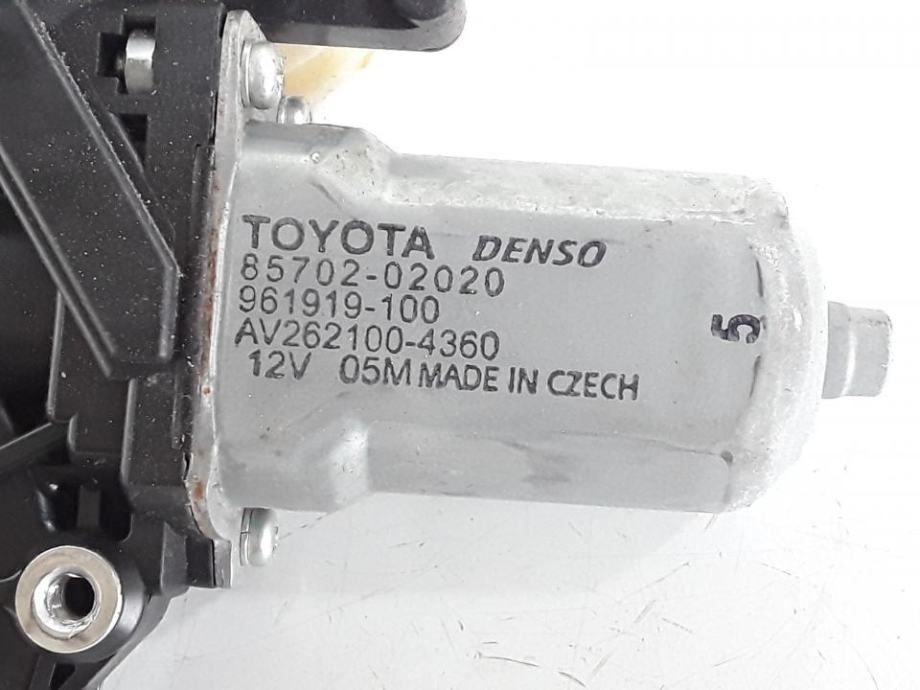 TOYOTA DENSO
85702-02020
961919-100
AV262100-4360
12V 05M MADE IN CZECH
5